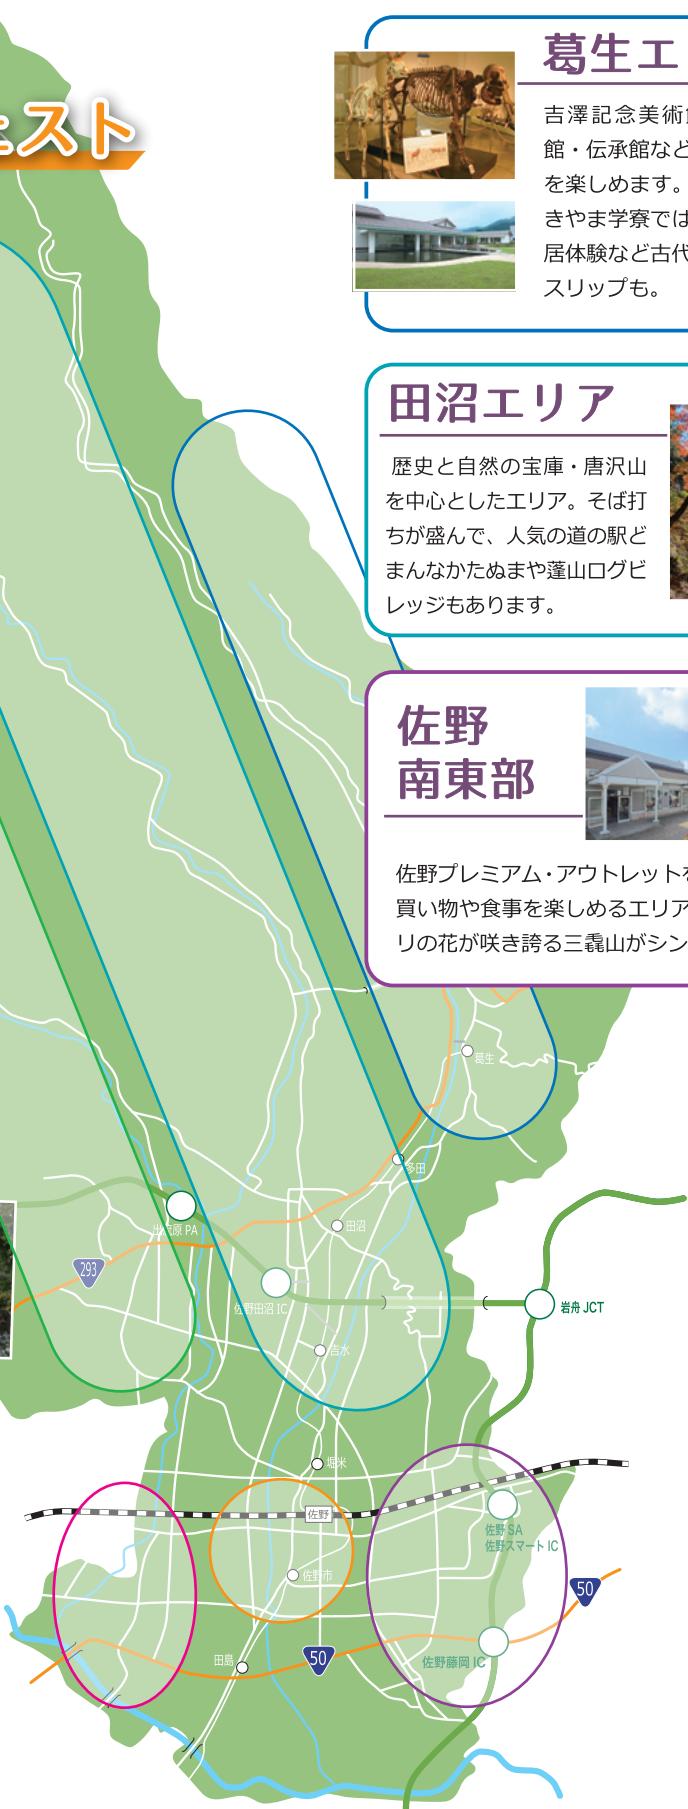 ェスト
葛生エ
吉澤記念美術館
館・伝承館など
を楽しめます。
きやま学寮では
居体験など古代
スリップも。
田沼エリア
歴史と自然の宝庫・唐沢山
を中心としたエリア。そば打
ちが盛んで、人気の道の駅ど
まんなかたぬまや蓬山ログビ
レッジもあります。
佐野
南東部
佐野プレミアム・アウトレットを
買い物や食事を楽しめるエリア
リの花が咲き誇る三毳山がシン
葛生
多田
出流原 PA
田沼
293
佐野田沼 IC
岩舟 JCT
吉水
堀米
佐野
佐野 SA
佐野スマート IC
佐野市
50
田島
50
佐野藤岡 IC